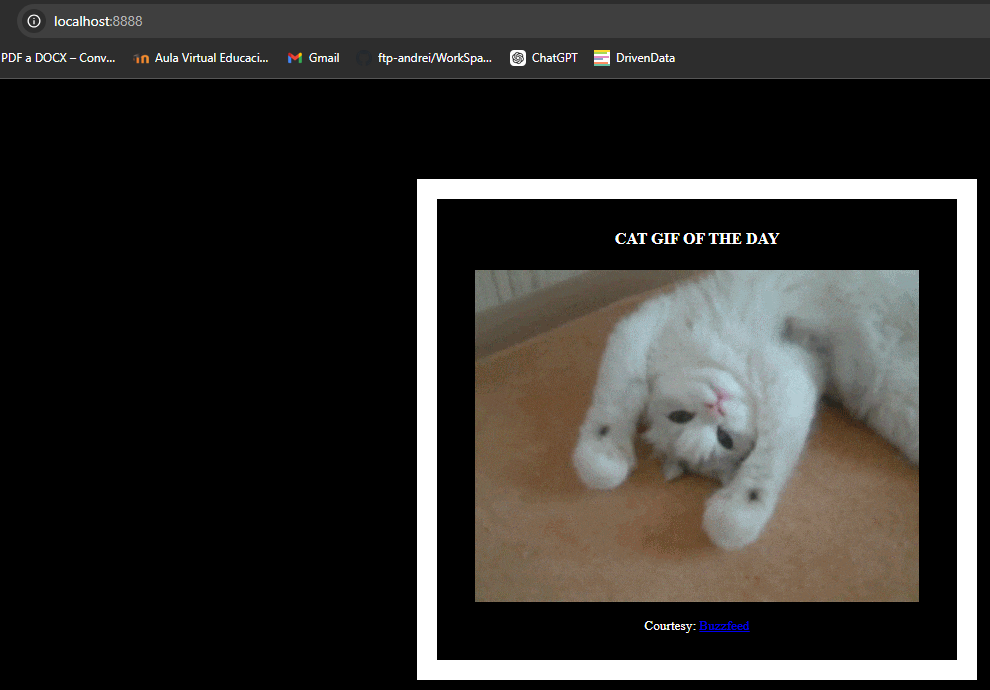 localhost:8888
PDF a DOCX – Conv... Aula Virtual Educaci... Gmail ftp-andrei/WorkSpa... ChatGPT DrivenData
CAT GIF OF THE DAY
Courtesy: Buzzfeed